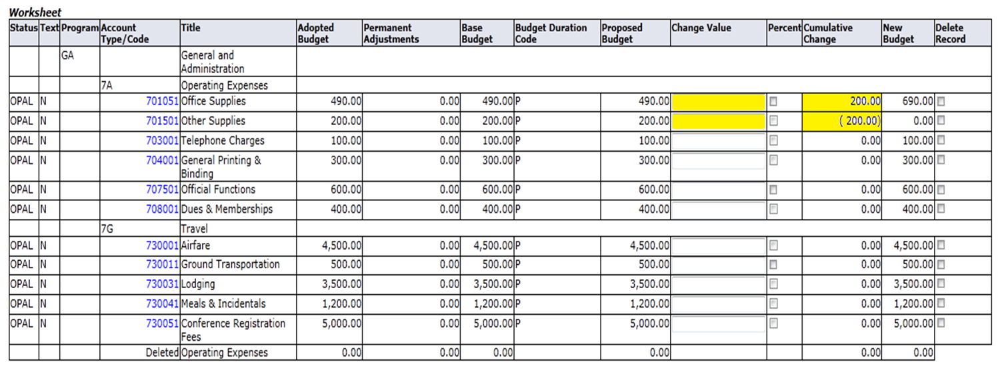 Worksheet
Status Text Program Account Type/Code Title Adopted Budget Permanent Adjustments Base Budget Budget Duration Code Proposed Budget Change Value Percent Cumulative Change New Budget Delete Record
GA General and Administration
7A Operating Expenses
OPAL N 701051 Office Supplies 490.00 0.00 490.00 P 490.00 200.00 690.00
OPAL N 701501 Other Supplies 200.00 0.00 200.00 P 200.00 ( 200.00) 0.00
OPAL N 703001 Telephone Charges 100.00 0.00 100.00 P 100.00 0.00 100.00
OPAL N 704001 General Printing & Binding 300.00 0.00 300.00 P 300.00 0.00 300.00
OPAL N 707501 Official Functions 600.00 0.00 600.00 P 600.00 0.00 600.00
OPAL N 708001 Dues & Memberships 400.00 0.00 400.00 P 400.00 0.00 400.00
7G Travel
OPAL N 730001 Airfare 4,500.00 0.00 4,500.00 P 4,500.00 0.00 4,500.00
OPAL N 730011 Ground Transportation 500.00 0.00 500.00 P 500.00 0.00 500.00
OPAL N 730031 Lodging 3,500.00 0.00 3,500.00 P 3,500.00 0.00 3,500.00
OPAL N 730041 Meals & Incidentals 1,200.00 0.00 1,200.00 P 1,200.00 0.00 1,200.00
OPAL N 730051 Conference Registration Fees 5,000.00 0.00 5,000.00 P 5,000.00 0.00 5,000.00
Deleted Operating Expenses 0.00 0.00 0.00 0.00 0.00 0.00